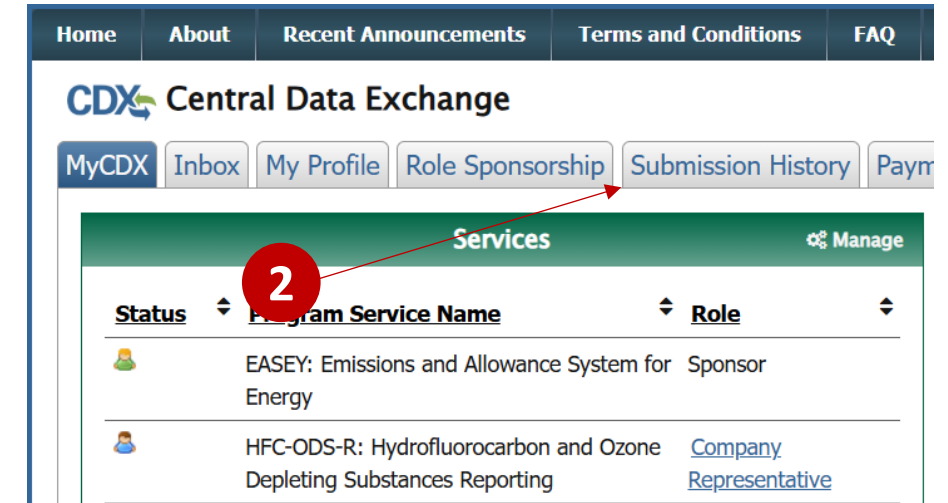 Home About Recent Announcements Terms and Conditions FAQ
CDX Central Data Exchange
MyCDX Inbox My Profile Role Sponsorship Submission History
Services Manage
2
Status Program Service Name Role
EASEY: Emissions and Allowance System for Sponsor
Energy
HFC-ODS-R: Hydrofluorocarbon and Ozone Company
Depleting Substances Reporting Representative